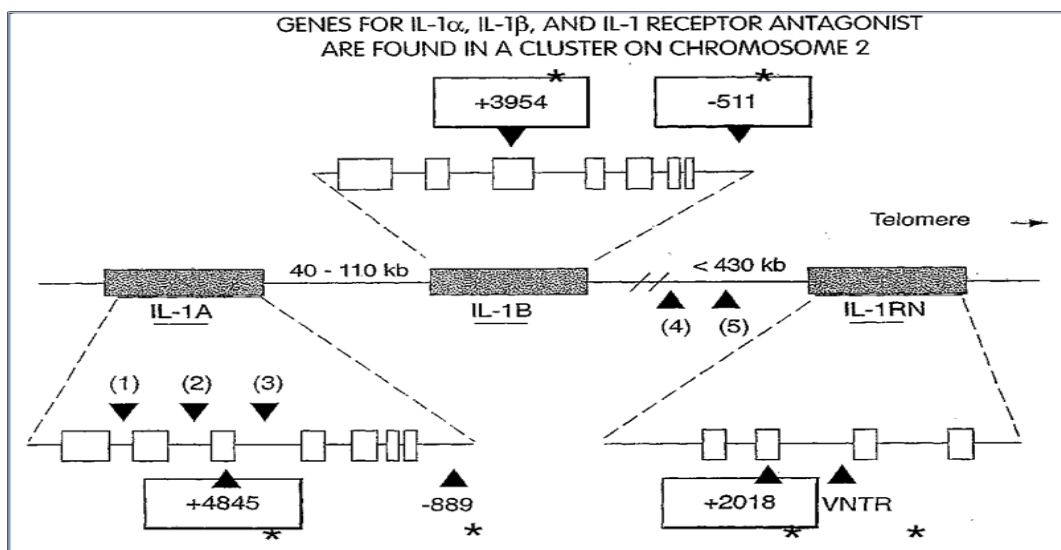 GENES FOR IL-1α, IL-1β, AND IL-1 RECEPTOR ANTAGONIST
ARE FOUND IN A CLUSTER ON CHROMOSOME 2
* *
+3954 -511
Telomere →
40 - 110 kb < 430 kb
IL-1A IL-1B (4) (5) IL-1RN
(1) (2) (3)
+4845 -889 +2018 VNTR
* * * *